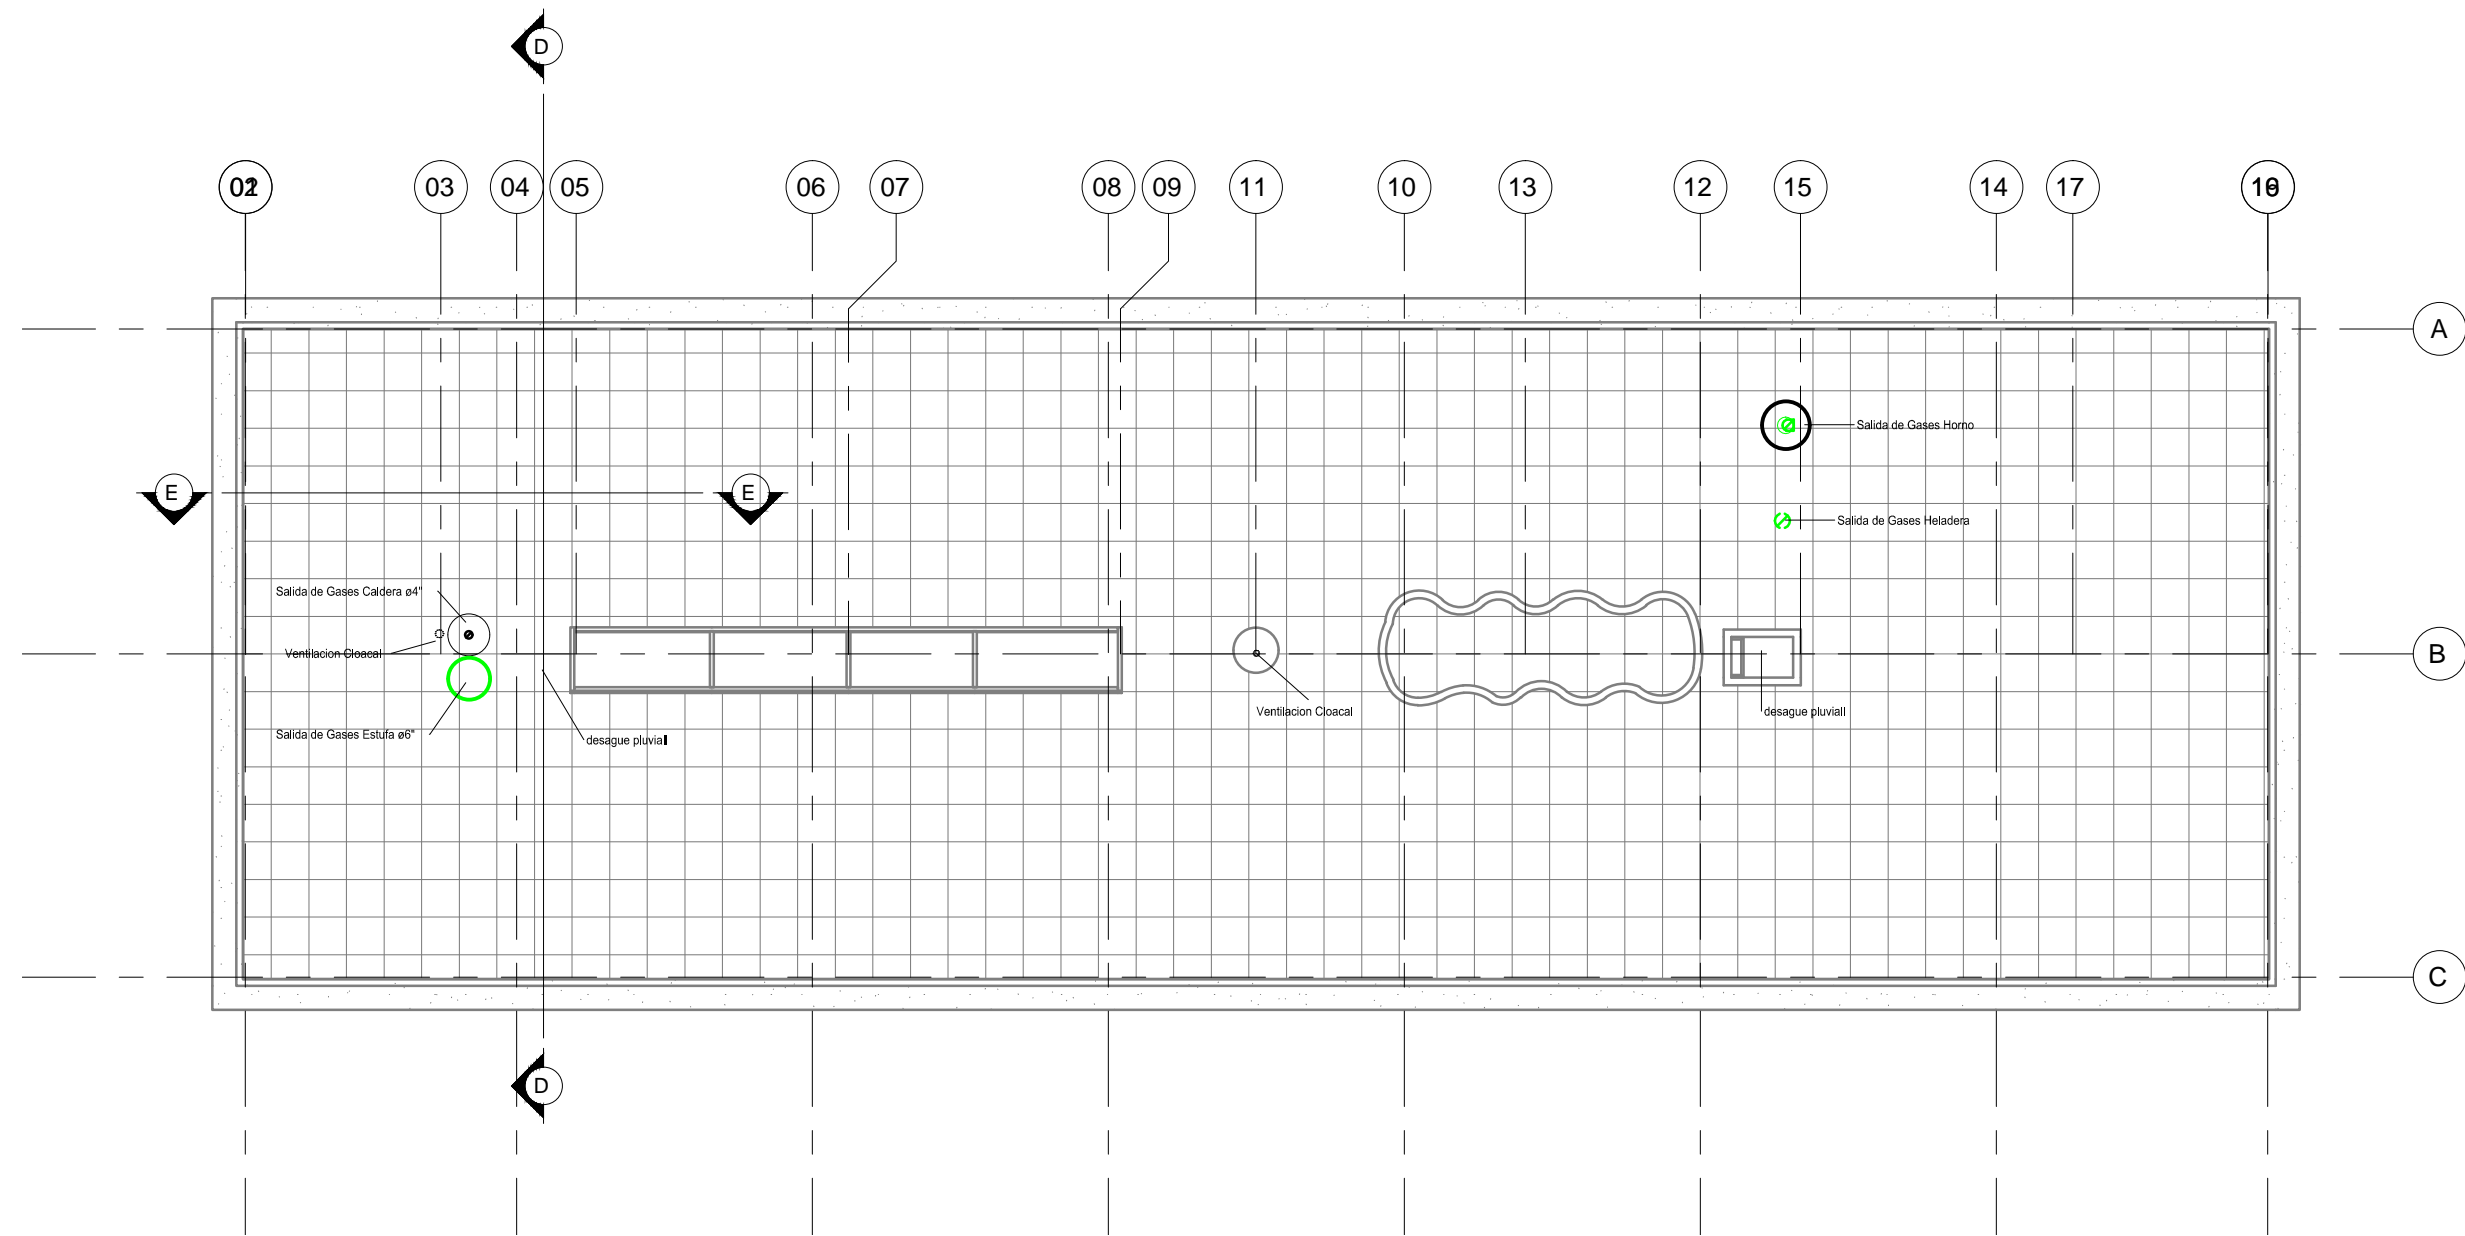 D
03
04
05
06
07
08
09
11
10
13
12
15
14
17
A
Salida de Gases Horno
E
E
Salida de Gases Heladera
Salida de Gases Caldera ø4"
Ventilacion Cloacal
B
Ventilacion Cloacal
desague pluviall
Salida de Gases Estufa ø6"
desague pluvial
C
D